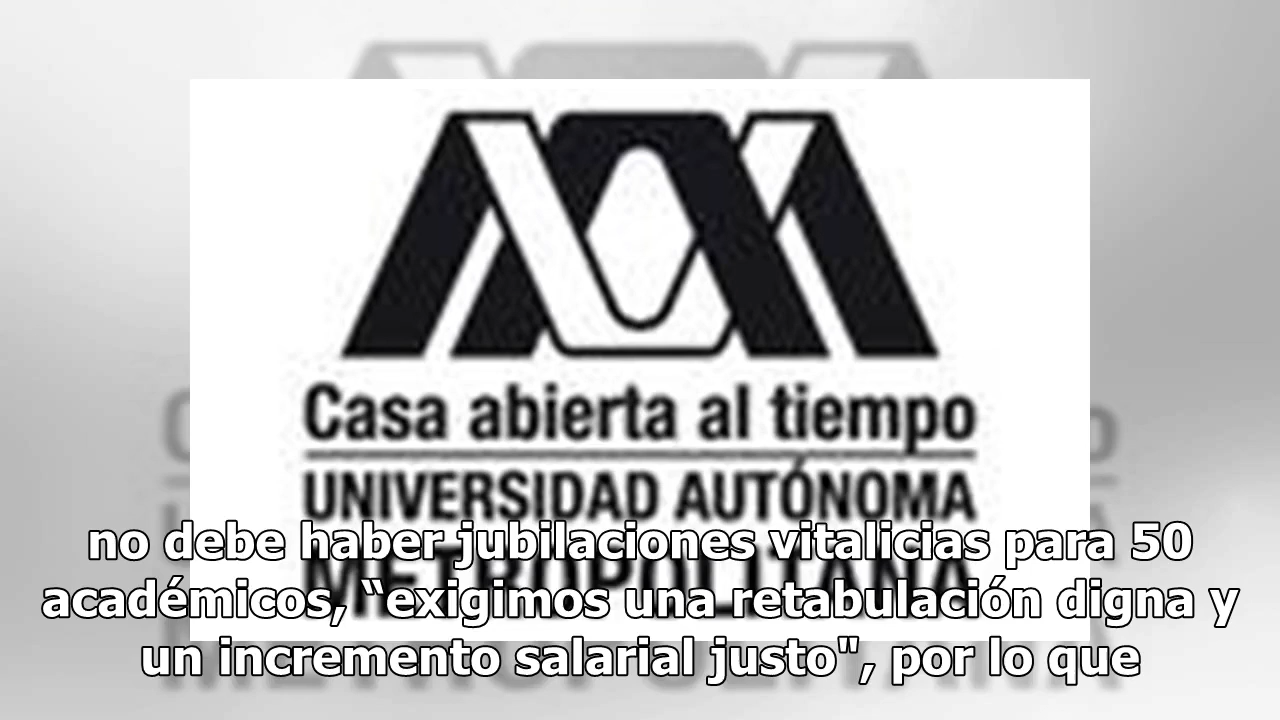 Casa abierta al tiempo
UNIVERSIDAD AUTÓNOMA
METROPOLITANA
no debe haber jubilaciones vitalicias para 50
académicos, “exigimos una retabulación digna y
un incremento salarial justo", por lo que